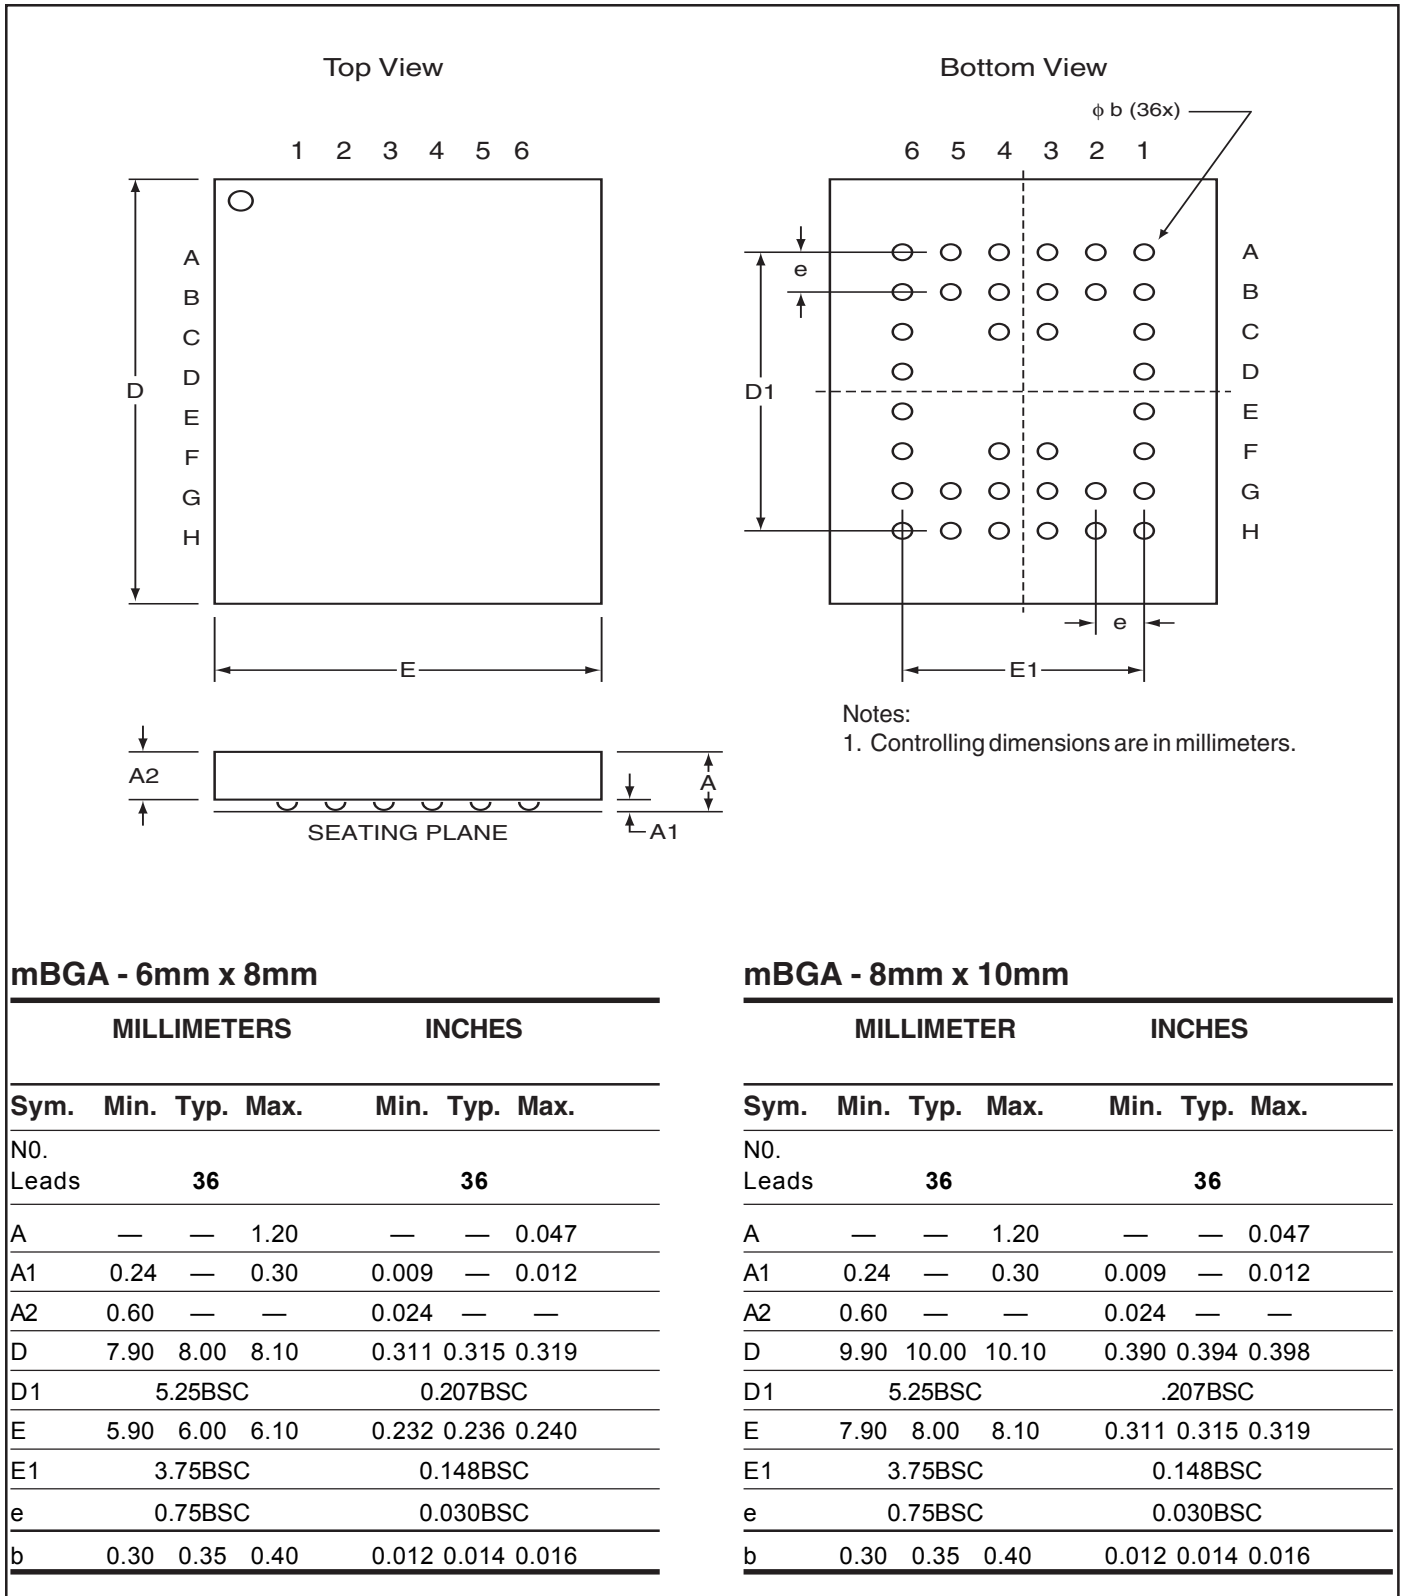 Top View
Bottom View
ϕ b (36x)
1 2 3 4 5 6
6 5 4 3 2 1
A
B
C
D
E
F
G
H
D
E
e
D1
A
B
C
D
E
F
G
H
e
E1
Notes:
1. Controlling dimensions are in millimeters.
A2
A
A1
SEATING PLANE
mBGA - 6mm x 8mm
MILLIMETERS INCHES
Sym. Min. Typ. Max. Min. Typ. Max.
N0.
Leads 36 36
A — — 1.20 — — 0.047
A1 0.24 — 0.30 0.009 — 0.012
A2 0.60 — — 0.024 — —
D 7.90 8.00 8.10 0.311 0.315 0.319
D1 5.25BSC 0.207BSC
E 5.90 6.00 6.10 0.232 0.236 0.240
E1 3.75BSC 0.148BSC
e 0.75BSC 0.030BSC
b 0.30 0.35 0.40 0.012 0.014 0.016
mBGA - 8mm x 10mm
MILLIMETER INCHES
Sym. Min. Typ. Max. Min. Typ. Max.
N0.
Leads 36 36
A — — 1.20 — — 0.047
A1 0.24 — 0.30 0.009 — 0.012
A2 0.60 — — 0.024 — —
D 9.90 10.00 10.10 0.390 0.394 0.398
D1 5.25BSC .207BSC
E 7.90 8.00 8.10 0.311 0.315 0.319
E1 3.75BSC 0.148BSC
e 0.75BSC 0.030BSC
b 0.30 0.35 0.40 0.012 0.014 0.016